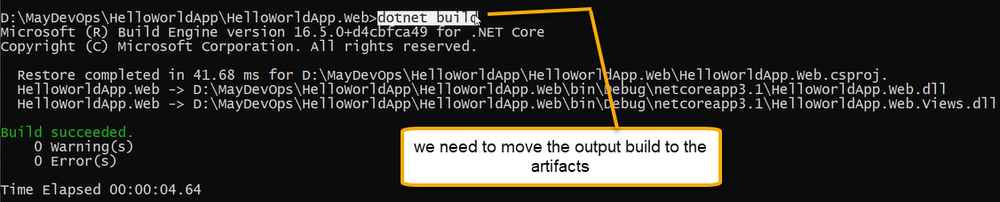 D:\MayDevOps\HelloWorldApp\HelloWorldApp.Web>dotnet build
Microsoft (R) Build Engine version 16.5.0+d4cbfca49 for .NET Core
Copyright (C) Microsoft Corporation. All rights reserved.
Restore completed in 41.68 ms for D:\MayDevOps\HelloWorldApp\HelloWorldApp.Web\HelloWorldApp.Web.csproj.
HelloWorldApp.Web -> D:\MayDevOps\HelloWorldApp\HelloWorldApp.Web\bin\Debug\netcoreapp3.1\HelloWorldApp.Web.dll
HelloWorldApp.Web -> D:\MayDevOps\HelloWorldApp\HelloWorldApp.Web\bin\Debug\netcoreapp3.1\HelloWorldApp.Web.Views.dll
Build succeeded.
0 Warning(s)
0 Error(s)
we need to move the output build to the
artifacts
Time Elapsed 00:00:04.64